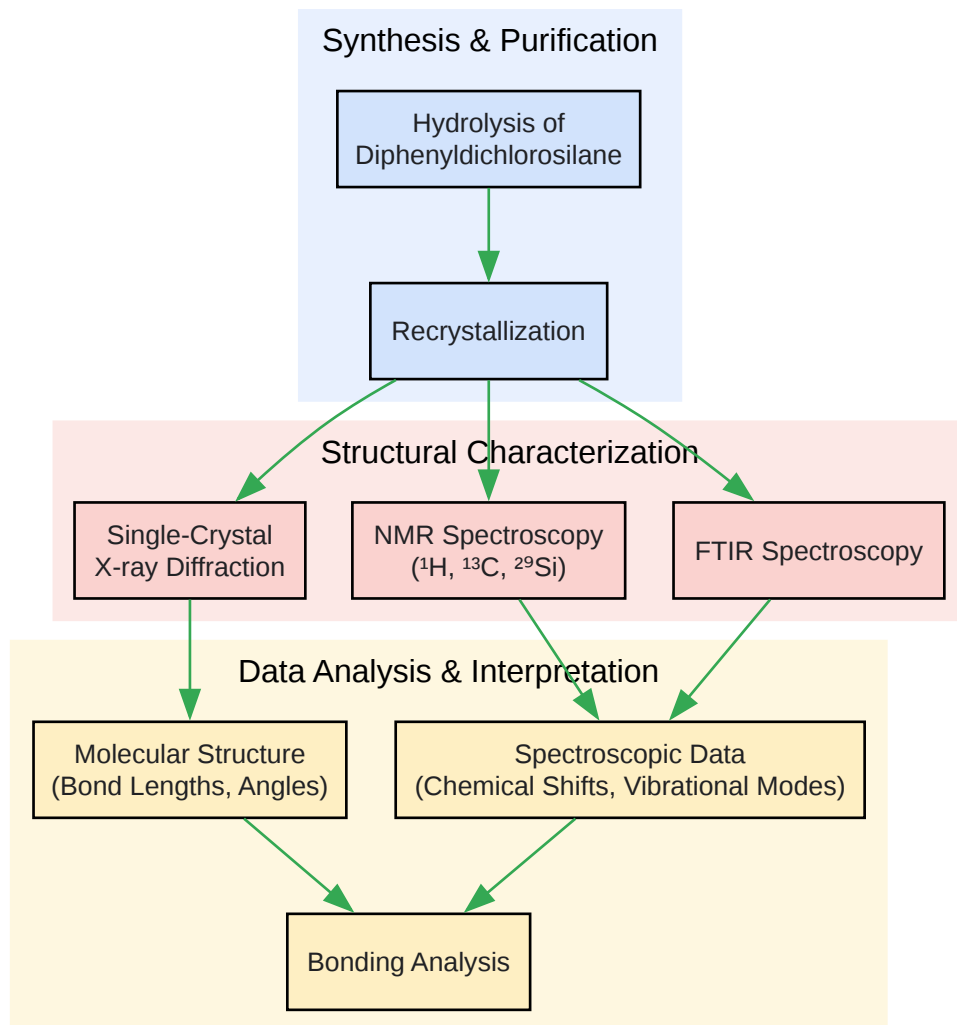 Synthesis & Purification
Hydrolysis of
Diphenyldichlorosilane
Recrystallization
Structural Characterization
Single-Crystal
X-ray Diffraction
NMR Spectroscopy
(¹H, ¹³C, ²⁹Si)
FTIR Spectroscopy
Data Analysis & Interpretation
Molecular Structure
(Bond Lengths, Angles)
Spectroscopic Data
(Chemical Shifts, Vibrational Modes)
Bonding Analysis